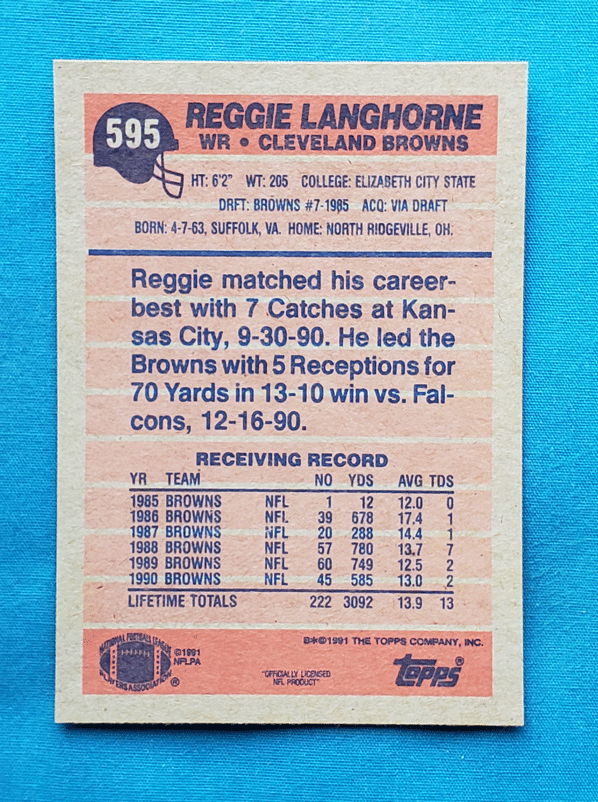 595
REGGIE LANGHORNE
WR • CLEVELAND BROWNS
HT: 6'2" WT: 205 COLLEGE: ELIZABETH CITY STATE
DRFT: BROWNS #7-1985 ACQ: VIA DRAFT
BORN: 4-7-63, SUFFOLK, VA. HOME: NORTH RIDGEVILLE, OH.
Reggie matched his career-
best with 7 Catches at Kan-
sas City, 9-30-90. He led the
Browns with 5 Receptions for
70 Yards in 13-10 win vs. Fal-
cons, 12-16-90.
RECEIVING RECORD
YR TEAM NO YDS AVG TDS
1985 BROWNS NFL 1 12 12.0 0
1986 BROWNS NFL 39 678 17.4 1
1987 BROWNS NFL 20 288 14.4 1
1988 BROWNS NFL 57 780 13.7 7
1989 BROWNS NFL 60 749 12.5 2
1990 BROWNS NFL 45 585 13.0 2
LIFETIME TOTALS 222 3092 13.9 13
NATIONAL FOOTBALL LEAGUE
PLAYERS ASSOCIATION ®
©1991
NFLPA
B*©1991 THE TOPPS COMPANY, INC.
"OFFICIALLY LICENSED
NFL PRODUCT"
topps®